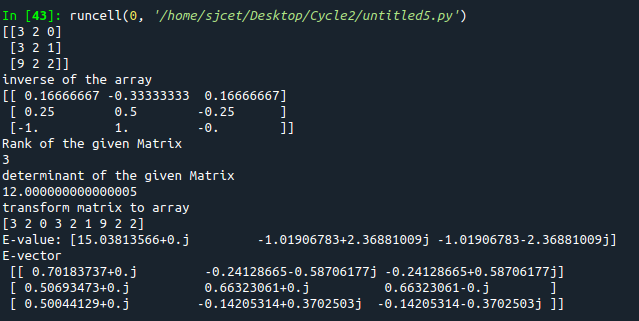 In [43]: runcell(0, '/home/sjcet/Desktop/Cycle2/untitled5.py')
[[3 2 0]
 [3 2 1]
 [9 2 2]]
inverse of the array
[[ 0.16666667 -0.33333333  0.16666667]
 [ 0.25        0.5        -0.25      ]
 [-1.          1.         -0.        ]]
Rank of the given Matrix
3
determinant of the given Matrix
12.000000000000005
transform matrix to array
[3 2 0 3 2 1 9 2 2]
E-value: [15.03813566+0.j         -1.01906783+2.36881009j -1.01906783-2.36881009j]
E-vector
 [[ 0.70183737+0.j         -0.24128665-0.58706177j -0.24128665+0.58706177j]
 [ 0.50693473+0.j          0.66323061+0.j          0.66323061-0.j        ]
 [ 0.50044129+0.j         -0.14205314+0.3702503j  -0.14205314-0.3702503j ]]